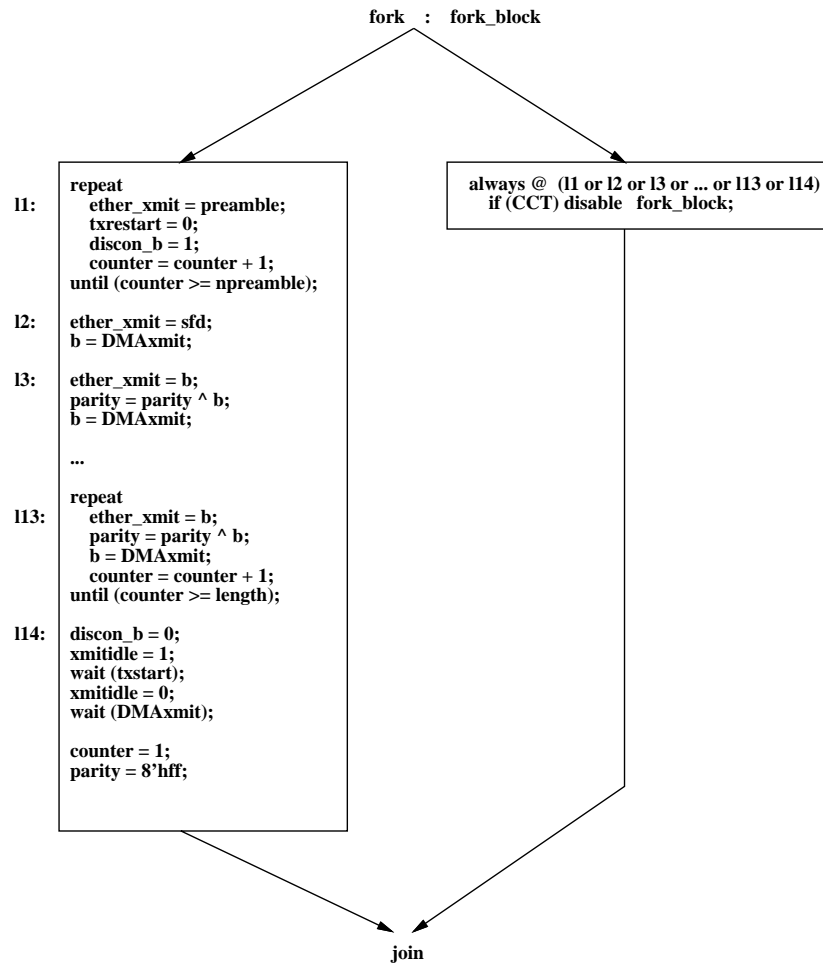 fork : fork_block
repeat
l1: ether_xmit = preamble;
txrestart = 0;
discon_b = 1;
counter = counter + 1;
until (counter >= npreamble);
l2: ether_xmit = sfd;
b = DMAxmit;
l3: ether_xmit = b;
parity = parity ^ b;
b = DMAxmit;
...
repeat
l13: ether_xmit = b;
parity = parity ^ b;
b = DMAxmit;
counter = counter + 1;
until (counter >= length);
l14: discon_b = 0;
xmitidle = 1;
wait (txstart);
xmitidle = 0;
wait (DMAxmit);
counter = 1;
parity = 8’hff;
always @ (l1 or l2 or l3 or ... or l13 or l14)
if (CCT) disable fork_block;
join